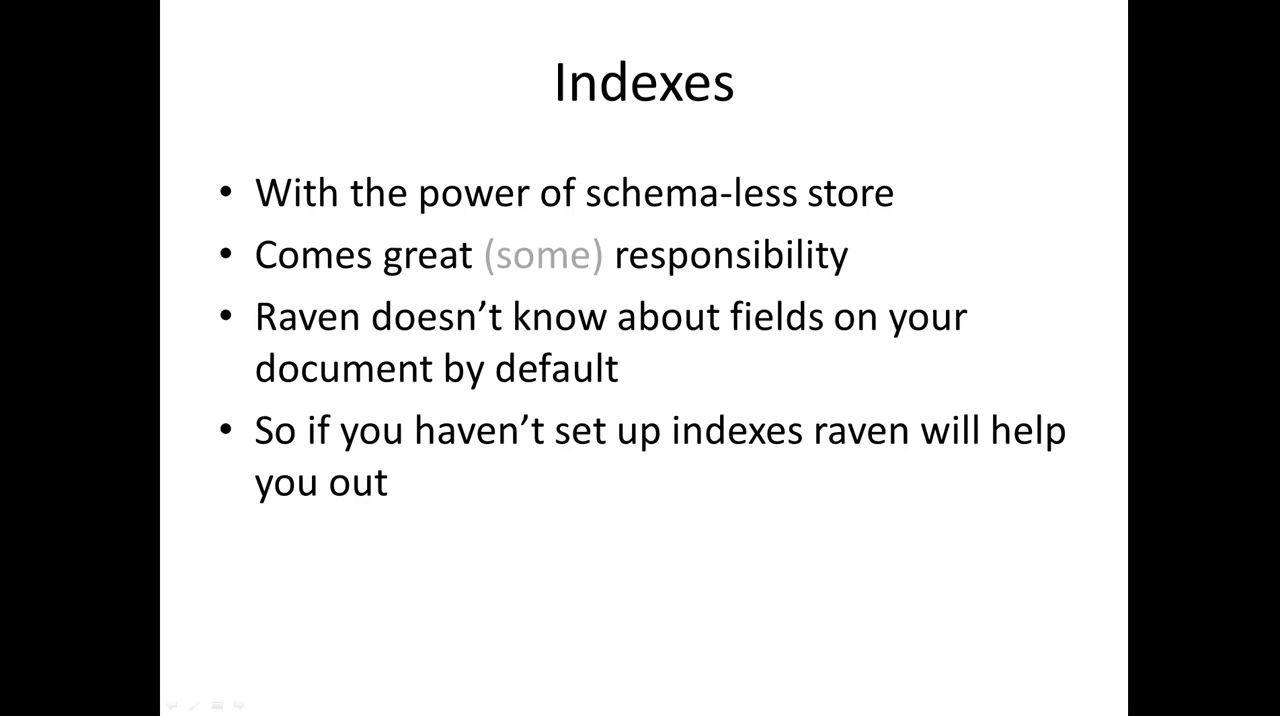 Indexes
• With the power of schema-less store
• Comes great (some) responsibility
• Raven doesn’t know about fields on your
document by default
• So if you haven’t set up indexes raven will help
you out